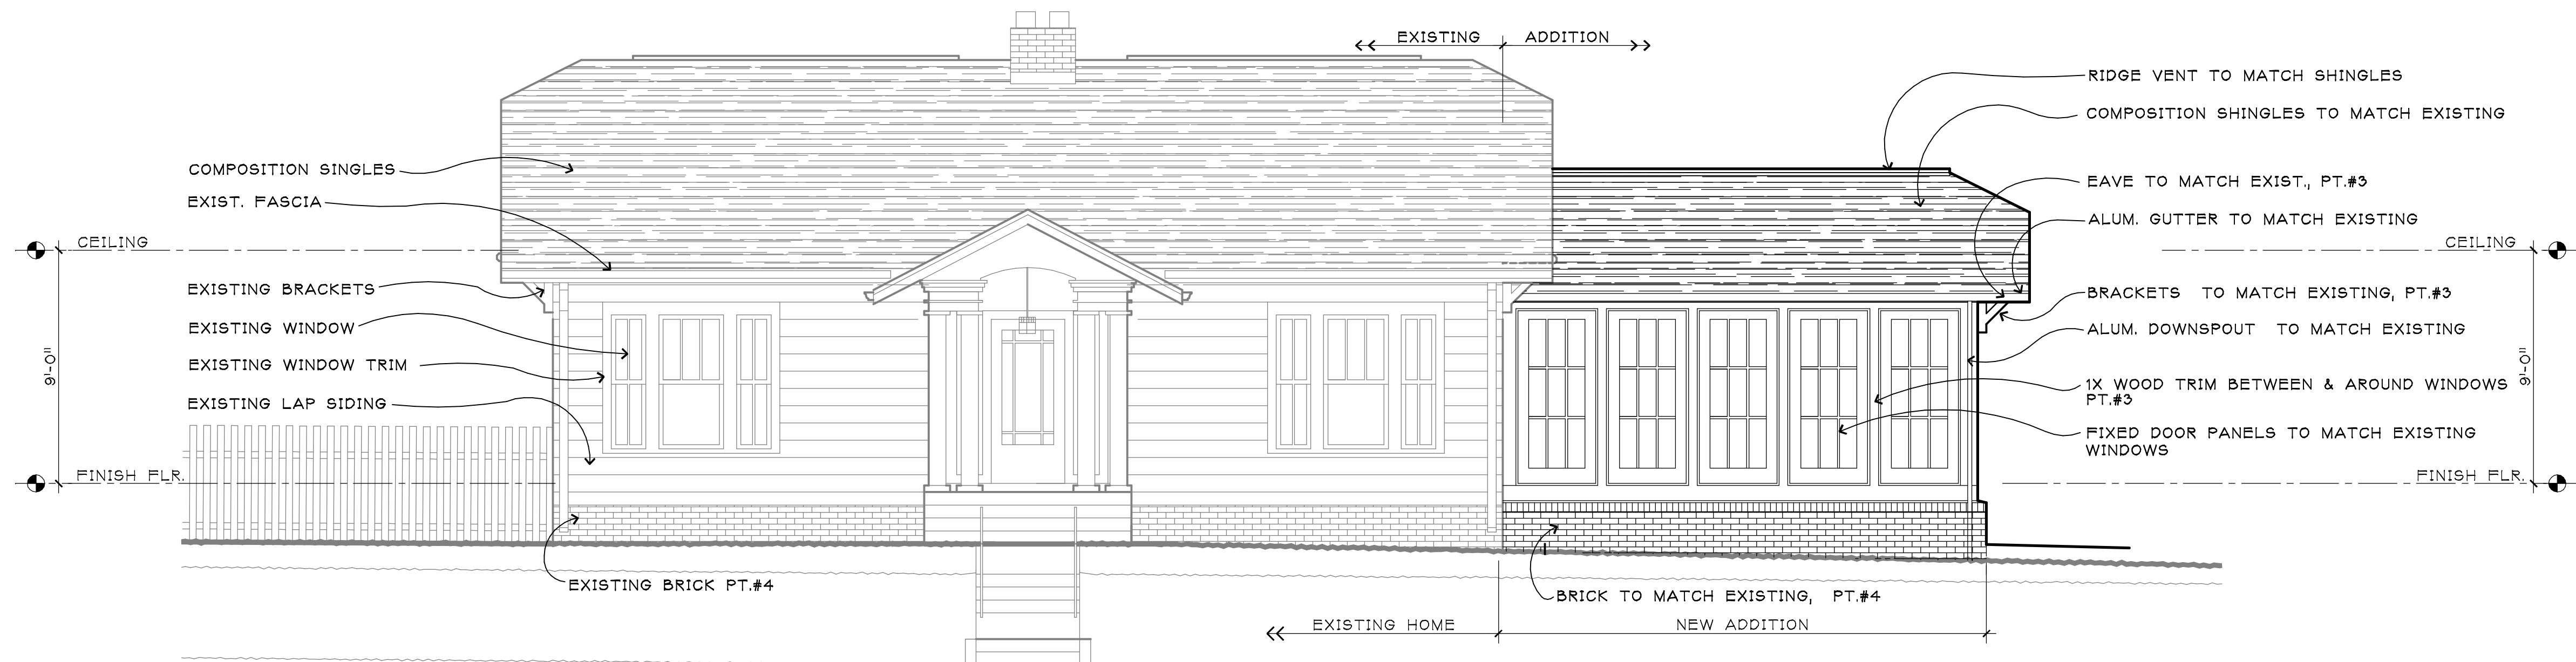 EXISTING
ADDITION
RIDGE VENT TO MATCH SHINGLES
COMPOSITION SHINGLES TO MATCH EXISTING
COMPOSITION SINGLES
EXIST. FASCIA
EAVE TO MATCH EXIST., PT.#3
ALUM. GUTTER TO MATCH EXISTING
CEILING
CEILING
EXISTING BRACKETS
BRACKETS TO MATCH EXISTING, PT.#3
EXISTING WINDOW
ALUM. DOWNSPOUT TO MATCH EXISTING
EXISTING WINDOW TRIM
9'-0"
9'-0"
1X WOOD TRIM BETWEEN & AROUND WINDOWS
PT.#3
EXISTING LAP SIDING
FIXED DOOR PANELS TO MATCH EXISTING
WINDOWS
FINISH FLR.
FINISH FLR.
EXISTING BRICK PT.#4
BRICK TO MATCH EXISTING, PT.#4
EXISTING HOME
NEW ADDITION